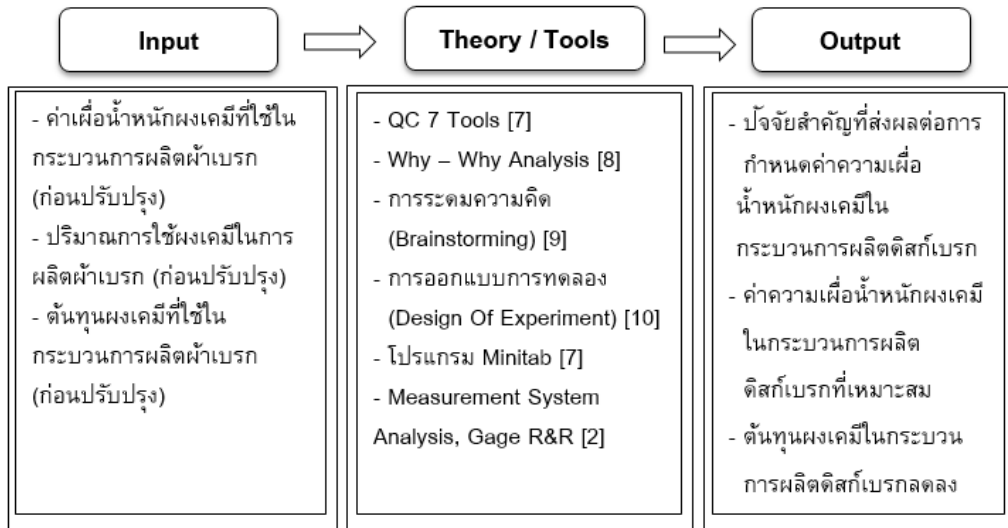 Input
Theory / Tools
Output
- ค่าเผื่อน้ำหนักผงเคมีที่ใช้ใน
กระบวนการผลิตผ้าเบรก
(ก่อนปรับปรุง)
- ปริมาณการใช้ผงเคมีในการ
ผลิตผ้าเบรก (ก่อนปรับปรุง)
- ต้นทุนผงเคมีที่ใช้ใน
กระบวนการผลิตผ้าเบรก
(ก่อนปรับปรุง)
- QC 7 Tools [7]
- Why – Why Analysis [8]
- การระดมความคิด
(Brainstorming) [9]
- การออกแบบการทดลอง
(Design Of Experiment) [10]
- โปรแกรม Minitab [7]
- Measurement System
Analysis, Gage R&R [2]
- ปัจจัยสำคัญที่ส่งผลต่อการ
กำหนดค่าความเผื่อ
น้ำหนักผงเคมีใน
กระบวนการผลิตดิสก์เบรก
- ค่าความเผื่อน้ำหนักผงเคมี
ในกระบวนการผลิต
ดิสก์เบรกที่เหมาะสม
- ต้นทุนผงเคมีในกระบวน
การผลิตดิสก์เบรกลดลง